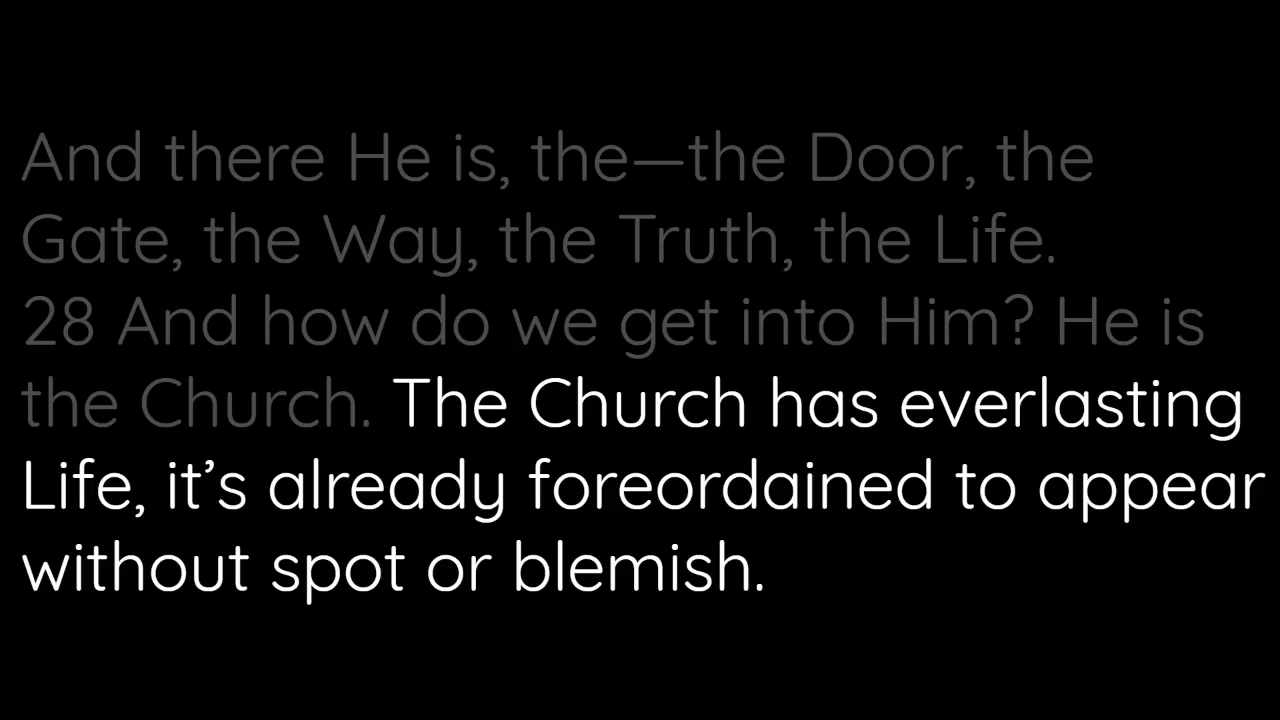 And there He is, the—the Door, the
Gate, the Way, the Truth, the Life.
28 And how do we get into Him? He is
the Church. The Church has everlasting
Life, it’s already foreordained to appear
without spot or blemish.